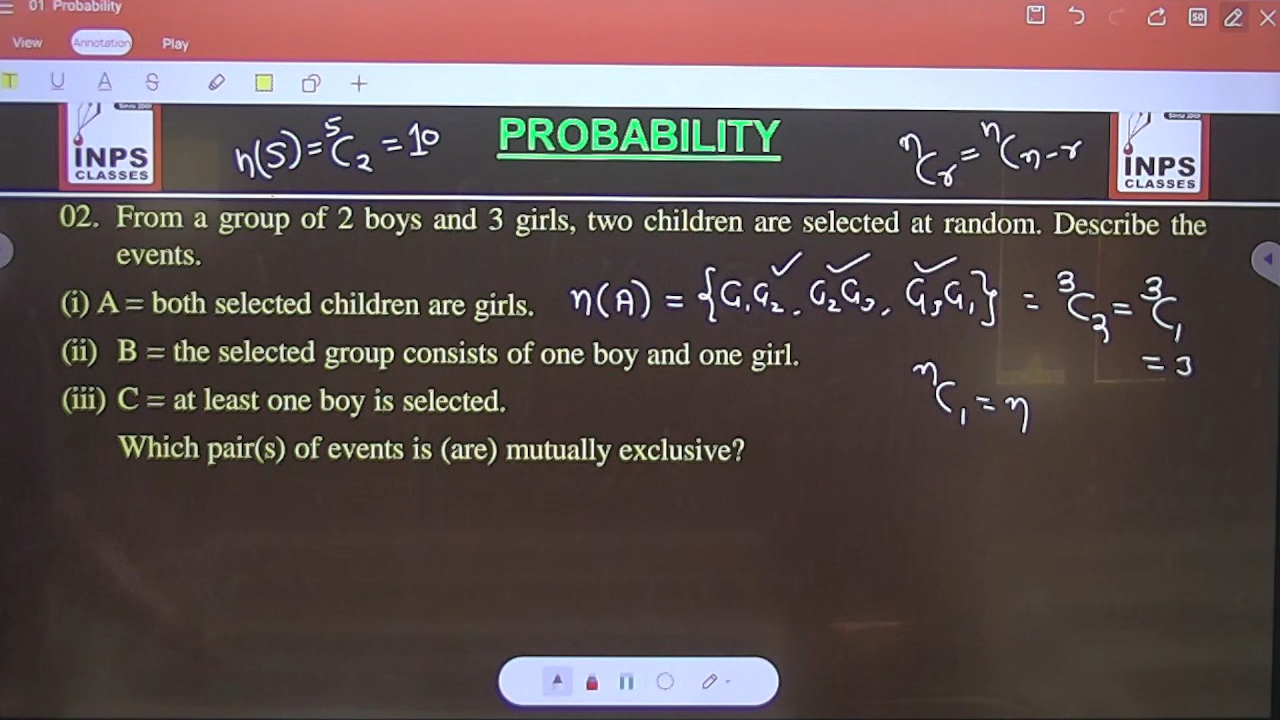 01. Probability
View Annotation Play
T U A S
50
INPS
CLASSES
n(S) = ⁵C₂ = 10
PROBABILITY
ⁿCᵣ = ⁿCₙ₋ᵣ
INPS
CLASSES
02. From a group of 2 boys and 3 girls, two children are selected at random. Describe the
events.
(i) A = both selected children are girls. n(A) = {G₁G₂, G₂G₃, G₃G₁} = ³C₂ = ³C₁
= 3
(ii) B = the selected group consists of one boy and one girl.
(iii) C = at least one boy is selected. ⁿC₁ = n
Which pair(s) of events is (are) mutually exclusive?